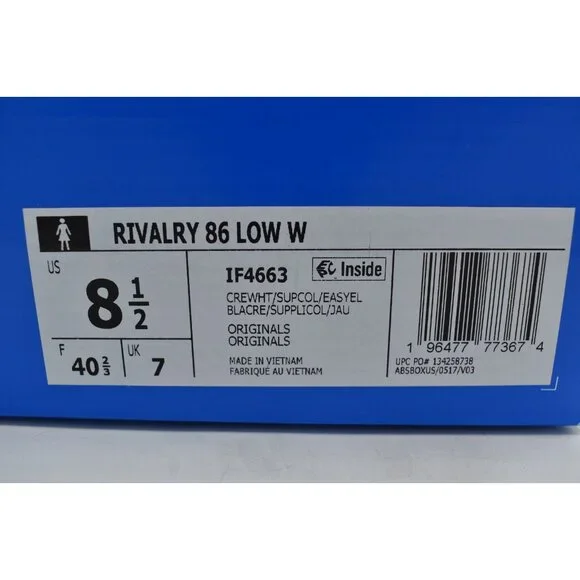 RIVALRY 86 LOW W
US
8 1/2
F 40 2/3
UK 7
IF4663
Inside
CREWHT/SUPCOL/EASYEL
BLACRE/SUPPLICOL/JAU
ORIGINALS
ORIGINALS
MADE IN VIETNAM
FABRIQUÉ AU VIETNAM
1 96477 77367 4
UPC PO# 134258738
ABSBOXUS/0517/V03